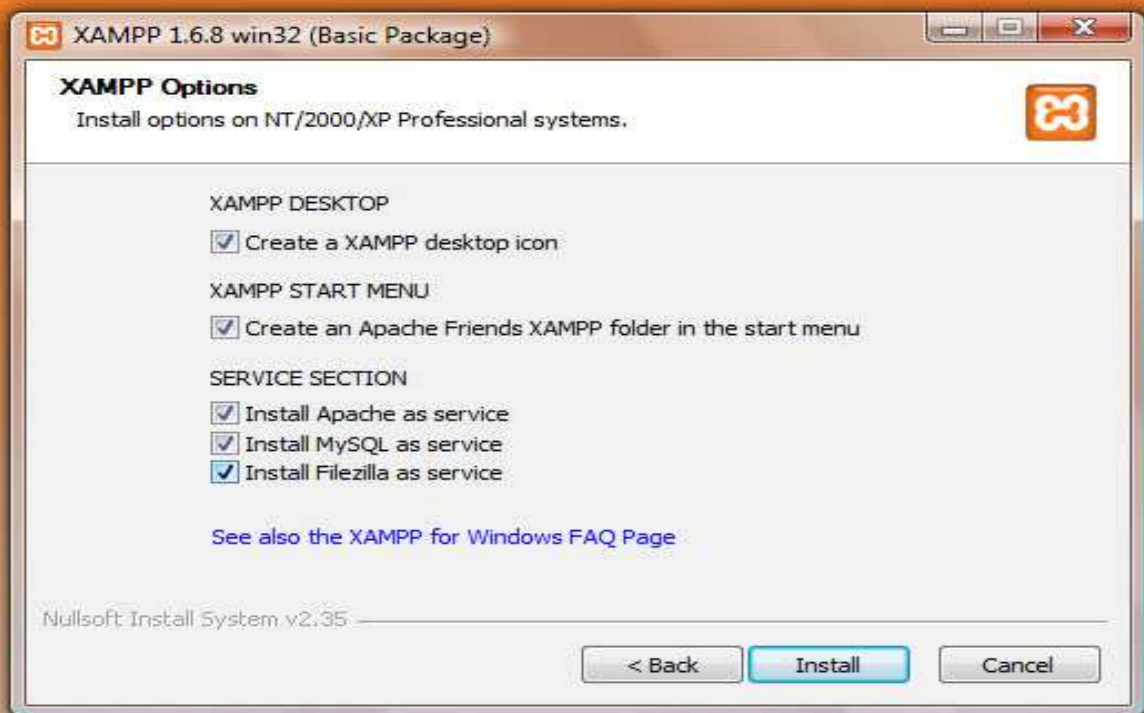 XAMPP 1.6.8 win32 (Basic Package)
XAMPP Options
Install options on NT/2000/XP Professional systems.
XAMPP DESKTOP
Create a XAMPP desktop icon
XAMPP START MENU
Create an Apache Friends XAMPP folder in the start menu
SERVICE SECTION
Install Apache as service
Install MySQL as service
Install Filezilla as service
See also the XAMPP for Windows FAQ Page
Nullsoft Install System v2.35
< Back Install Cancel